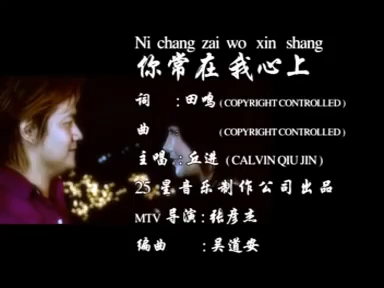 Ni chang zai wo xin shang
你常在我心上
词 : 田鸣 ( COPYRIGHT CONTROLLED )
曲 ( COPYRIGHT CONTROLLED )
主唱 : 丘进 ( CALVIN QIU JIN )
25 星音乐制作公司出品
MTV 导演 : 张彦杰
编曲 : 吴道安